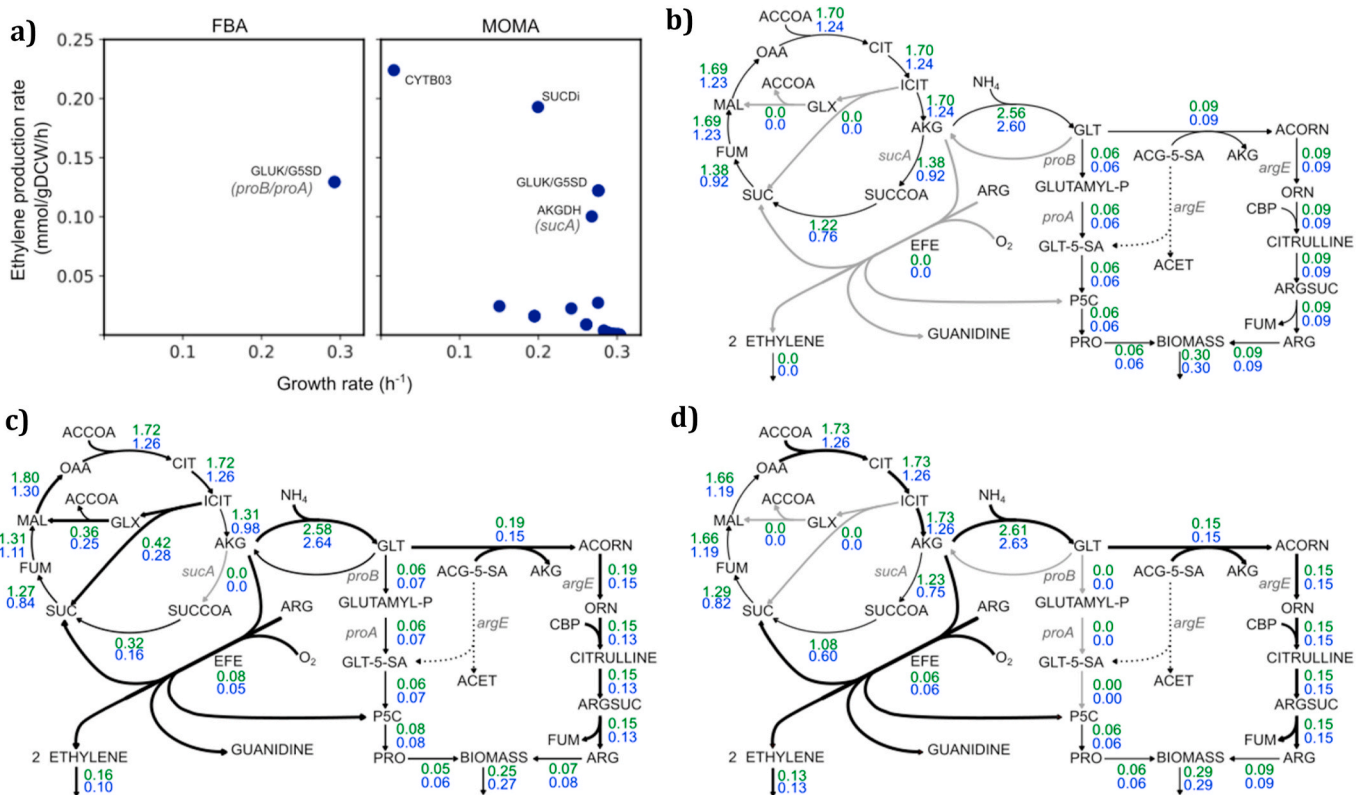 a)
FBA
MOMA
Ethylene production rate
(mmol/gDCW/h)
0.25
0.20
0.15
0.10
0.05
GLUK/G5SD
(proB/proA)
CYTB03
SUCDi
GLUK/G5SD
AKGDH
(sucA)
0.1
0.2
0.3
0.1
0.2
0.3
Growth rate (h⁻¹)
b)
ACCOA
1.70
1.24
OAA
CIT
1.69
1.23
1.70
1.24
ACCOA
ICIT
MAL
GLX
0.0
0.0
0.0
0.0
1.70
1.24
NH₄
2.56
2.60
AKG
GLT
0.09
0.09
ACORN
1.69
1.23
FUM
sucA
1.38
0.92
proB
0.06
0.06
ACG-5-SA
AKG
argE
0.09
0.09
1.38
0.92
SUC
SUCCOA
ARG
GLUTAMYL-P
argE
ORN
CBP
0.09
0.09
1.22
0.76
proA
0.06
0.06
O₂
EFE
0.0
0.0
GLT-5-SA
CITRULLINE
ACET
0.06
0.06
0.09
0.09
P5C
ARGSUC
0.06
0.06
FUM
0.09
0.09
2 ETHYLENE
GUANIDINE
PRO
0.06
0.06
BIOMASS
0.09
0.09
ARG
0.0
0.0
0.30
0.30
c)
ACCOA
1.72
1.26
OAA
CIT
1.80
1.30
1.72
1.26
ACCOA
ICIT
MAL
GLX
0.36
0.25
0.42
0.28
1.31
0.98
NH₄
2.58
2.64
AKG
GLT
0.19
0.15
ACORN
1.31
1.11
FUM
sucA
0.0
0.0
proB
0.06
0.07
ACG-5-SA
AKG
argE
0.19
0.15
1.27
0.84
SUC
SUCCOA
ARG
GLUTAMYL-P
argE
ORN
CBP
0.15
0.13
0.32
0.16
proA
0.06
0.07
O₂
EFE
0.08
0.05
GLT-5-SA
CITRULLINE
ACET
0.06
0.07
0.15
0.13
P5C
ARGSUC
0.08
0.08
FUM
0.15
0.13
2 ETHYLENE
GUANIDINE
PRO
0.05
0.06
BIOMASS
0.07
0.08
ARG
0.16
0.10
0.25
0.27
d)
ACCOA
1.73
1.26
OAA
CIT
1.66
1.19
1.73
1.26
ACCOA
ICIT
MAL
GLX
0.0
0.0
0.0
0.0
1.73
1.26
NH₄
2.61
2.63
AKG
GLT
0.15
0.15
ACORN
1.66
1.19
FUM
sucA
1.23
0.75
proB
0.0
0.0
ACG-5-SA
AKG
argE
0.15
0.15
1.29
0.82
SUC
SUCCOA
ARG
GLUTAMYL-P
argE
ORN
CBP
0.15
0.15
1.08
0.60
proA
0.0
0.0
O₂
EFE
0.06
0.06
GLT-5-SA
CITRULLINE
ACET
0.00
0.00
0.15
0.15
P5C
ARGSUC
0.06
0.06
FUM
0.15
0.15
2 ETHYLENE
GUANIDINE
PRO
0.06
0.06
BIOMASS
0.09
0.09
ARG
0.13
0.13
0.29
0.29